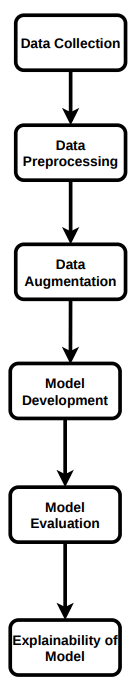 Data Collection
Data
Preprocessing
Data
Augmentation
Model
Development
Model
Evaluation
Explainability of
Model